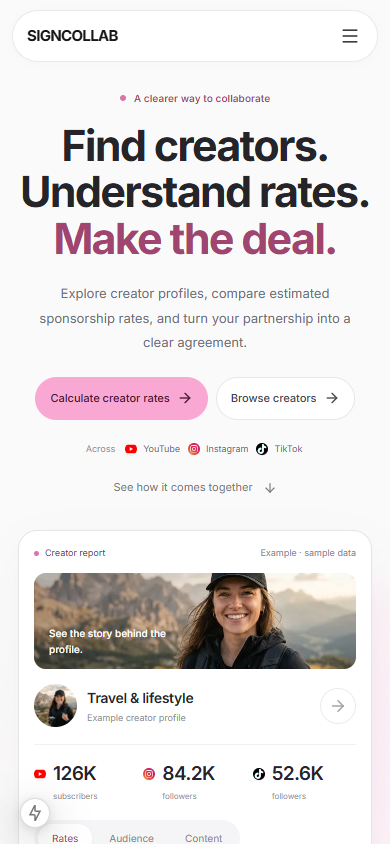 SIGNCOLLAB
A clearer way to collaborate
Find creators.
Understand rates.
Make the deal.
Explore creator profiles, compare estimated
sponsorship rates, and turn your partnership into a
clear agreement.
Calculate creator rates
Browse creators
Across YouTube Instagram TikTok
See how it comes together
Creator report
Example · sample data
See the story behind the
profile.
Travel & lifestyle
Example creator profile
126K 84.2K 52.6K
subscribers followers followers
Rates Audience Content